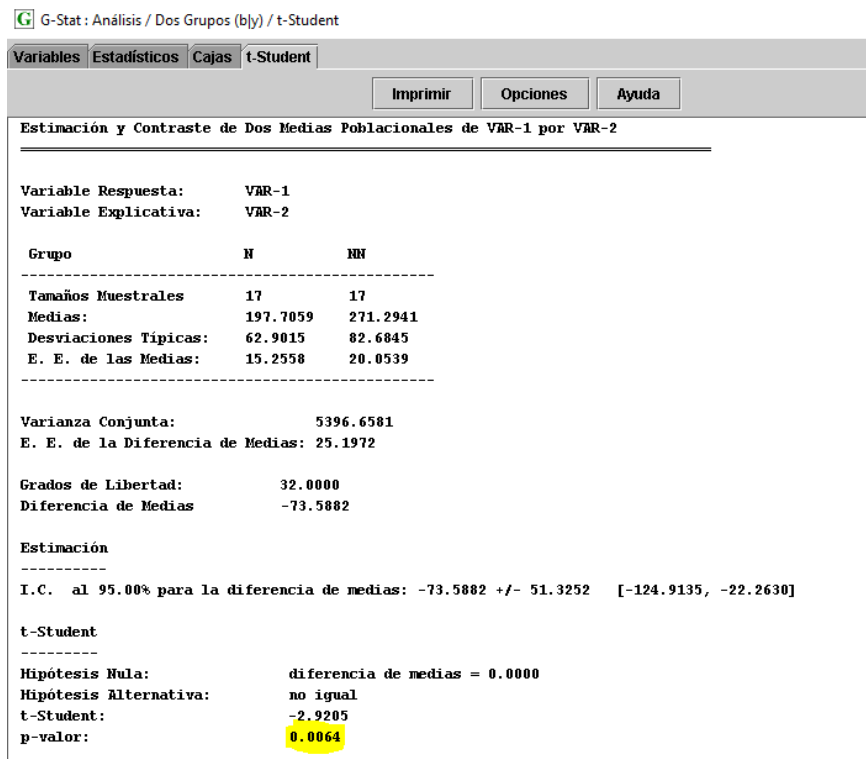 G G-Stat : Análisis / Dos Grupos (b|y) / t-Student
Variables Estadísticos Cajas t-Student
Imprimir Opciones Ayuda
Estimación y Contraste de Dos Medias Poblacionales de VAR-1 por VAR-2
Variable Respuesta: VAR-1
Variable Explicativa: VAR-2
Grupo N NN
Tamaños Muestrales 17 17
Medias: 197.7059 271.2941
Desviaciones Típicas: 62.9015 82.6845
E. E. de las Medias: 15.2558 20.0539
Varianza Conjunta: 5396.6581
E. E. de la Diferencia de Medias: 25.1972
Grados de Libertad: 32.0000
Diferencia de Medias -73.5882
Estimación
----------
I.C. al 95.00% para la diferencia de medias: -73.5882 +/- 51.3252 [-124.9135, -22.2630]
t-Student
---------
Hipótesis Nula: diferencia de medias = 0.0000
Hipótesis Alternativa: no igual
t-Student: -2.9205
p-valor: 0.0064